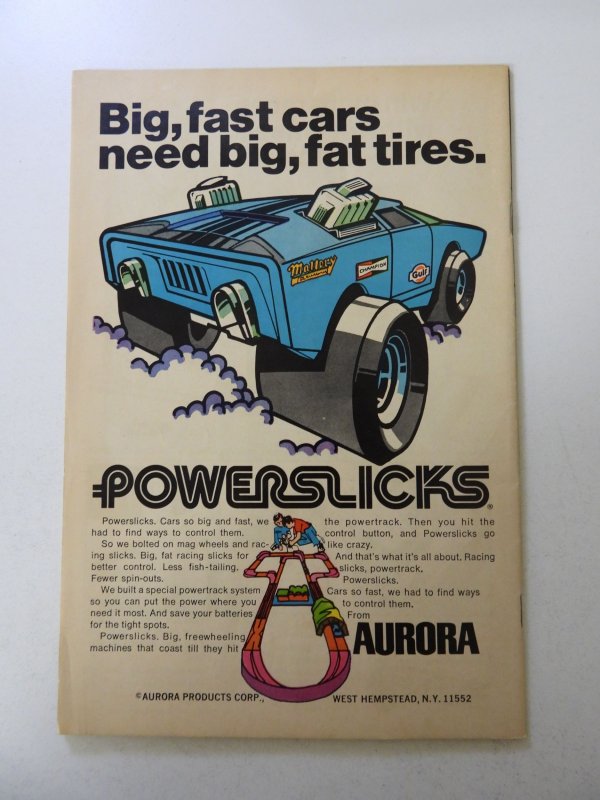 Big, fast cars
need big, fat tires.
Mallory
CHAMPION
Gulf
POWERSLICKS®
Powerslicks. Cars so big and fast, we
had to find ways to control them.
So we bolted on mag wheels and rac-
ing slicks. Big, fat racing slicks for
better control. Less fish-tailing.
Fewer spin-outs.
We built a special powertrack system
so you can put the power where you
need it most. And save your batteries
for the tight spots.
Powerslicks. Big, freewheeling
machines that coast till they hit
the powertrack. Then you hit the
control button, and Powerslicks go
like crazy.
And that's what it's all about. Racing
slicks, powertrack.
Powerslicks.
Cars so fast, we had to find ways
to control them.
From
AURORA
©AURORA PRODUCTS CORP., WEST HEMPSTEAD, N.Y. 11552